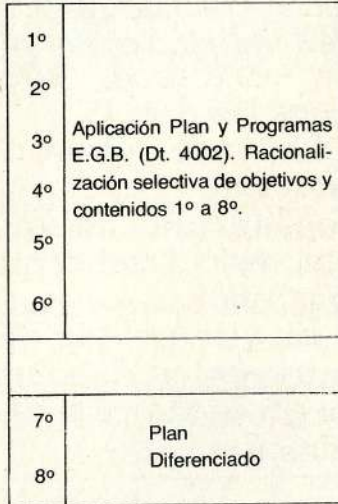 1º
2º
3º
4º
5º
6º
Aplicación Plan y Programas
E.G.B. (Dt. 4002). Racionali-
zación selectiva de objetivos y
contenidos 1º a 8º.
7º
8º
Plan
Diferenciado